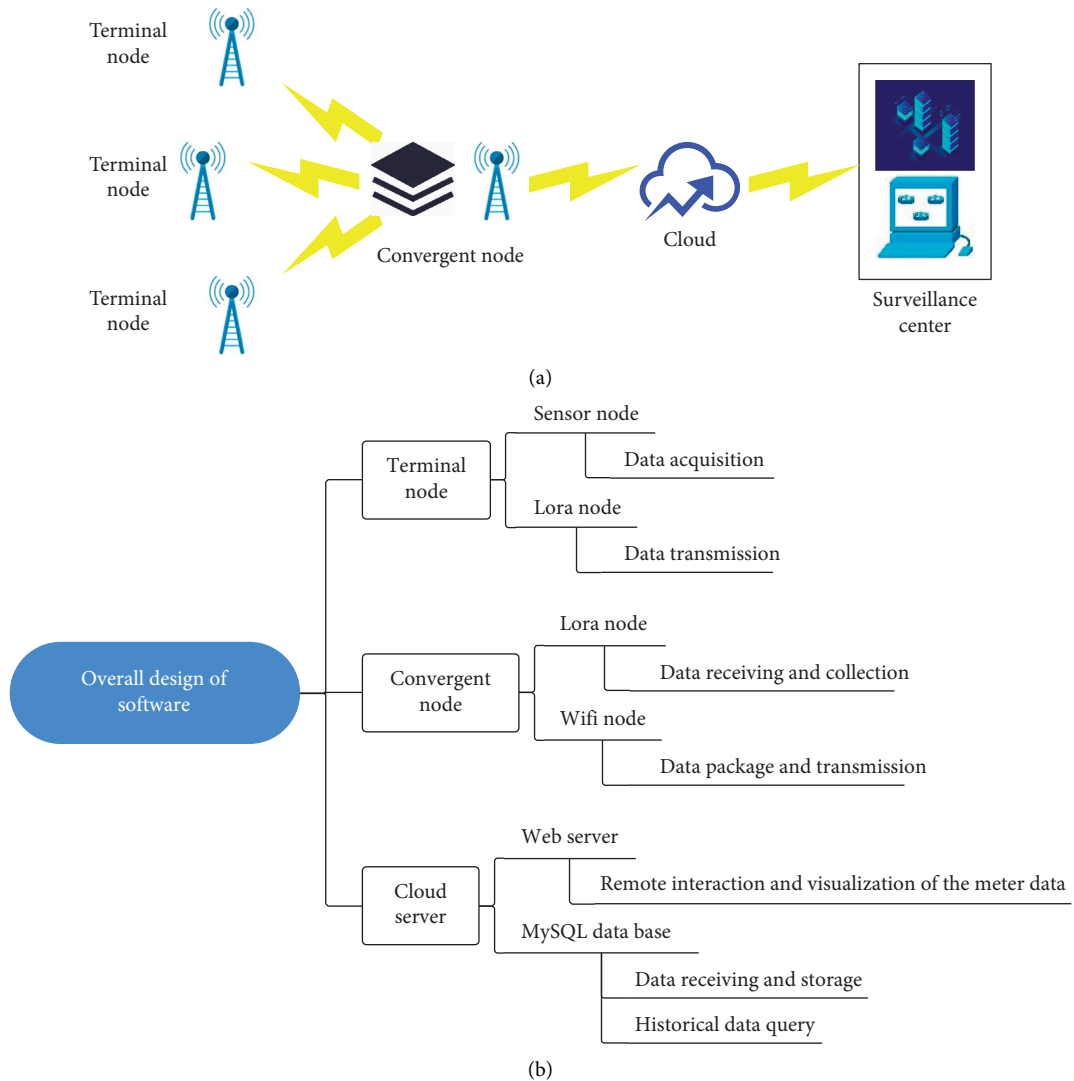 Terminal
node
Terminal
node
Terminal
node
Convergent node
Cloud
Surveillance
center
(a)
Overall design of
software
Terminal
node
Sensor node
Data acquisition
Lora node
Data transmission
Convergent
node
Lora node
Data receiving and collection
Wifi node
Data package and transmission
Cloud
server
Web server
Remote interaction and visualization of the meter data
MySQL data base
Data receiving and storage
Historical data query
(b)